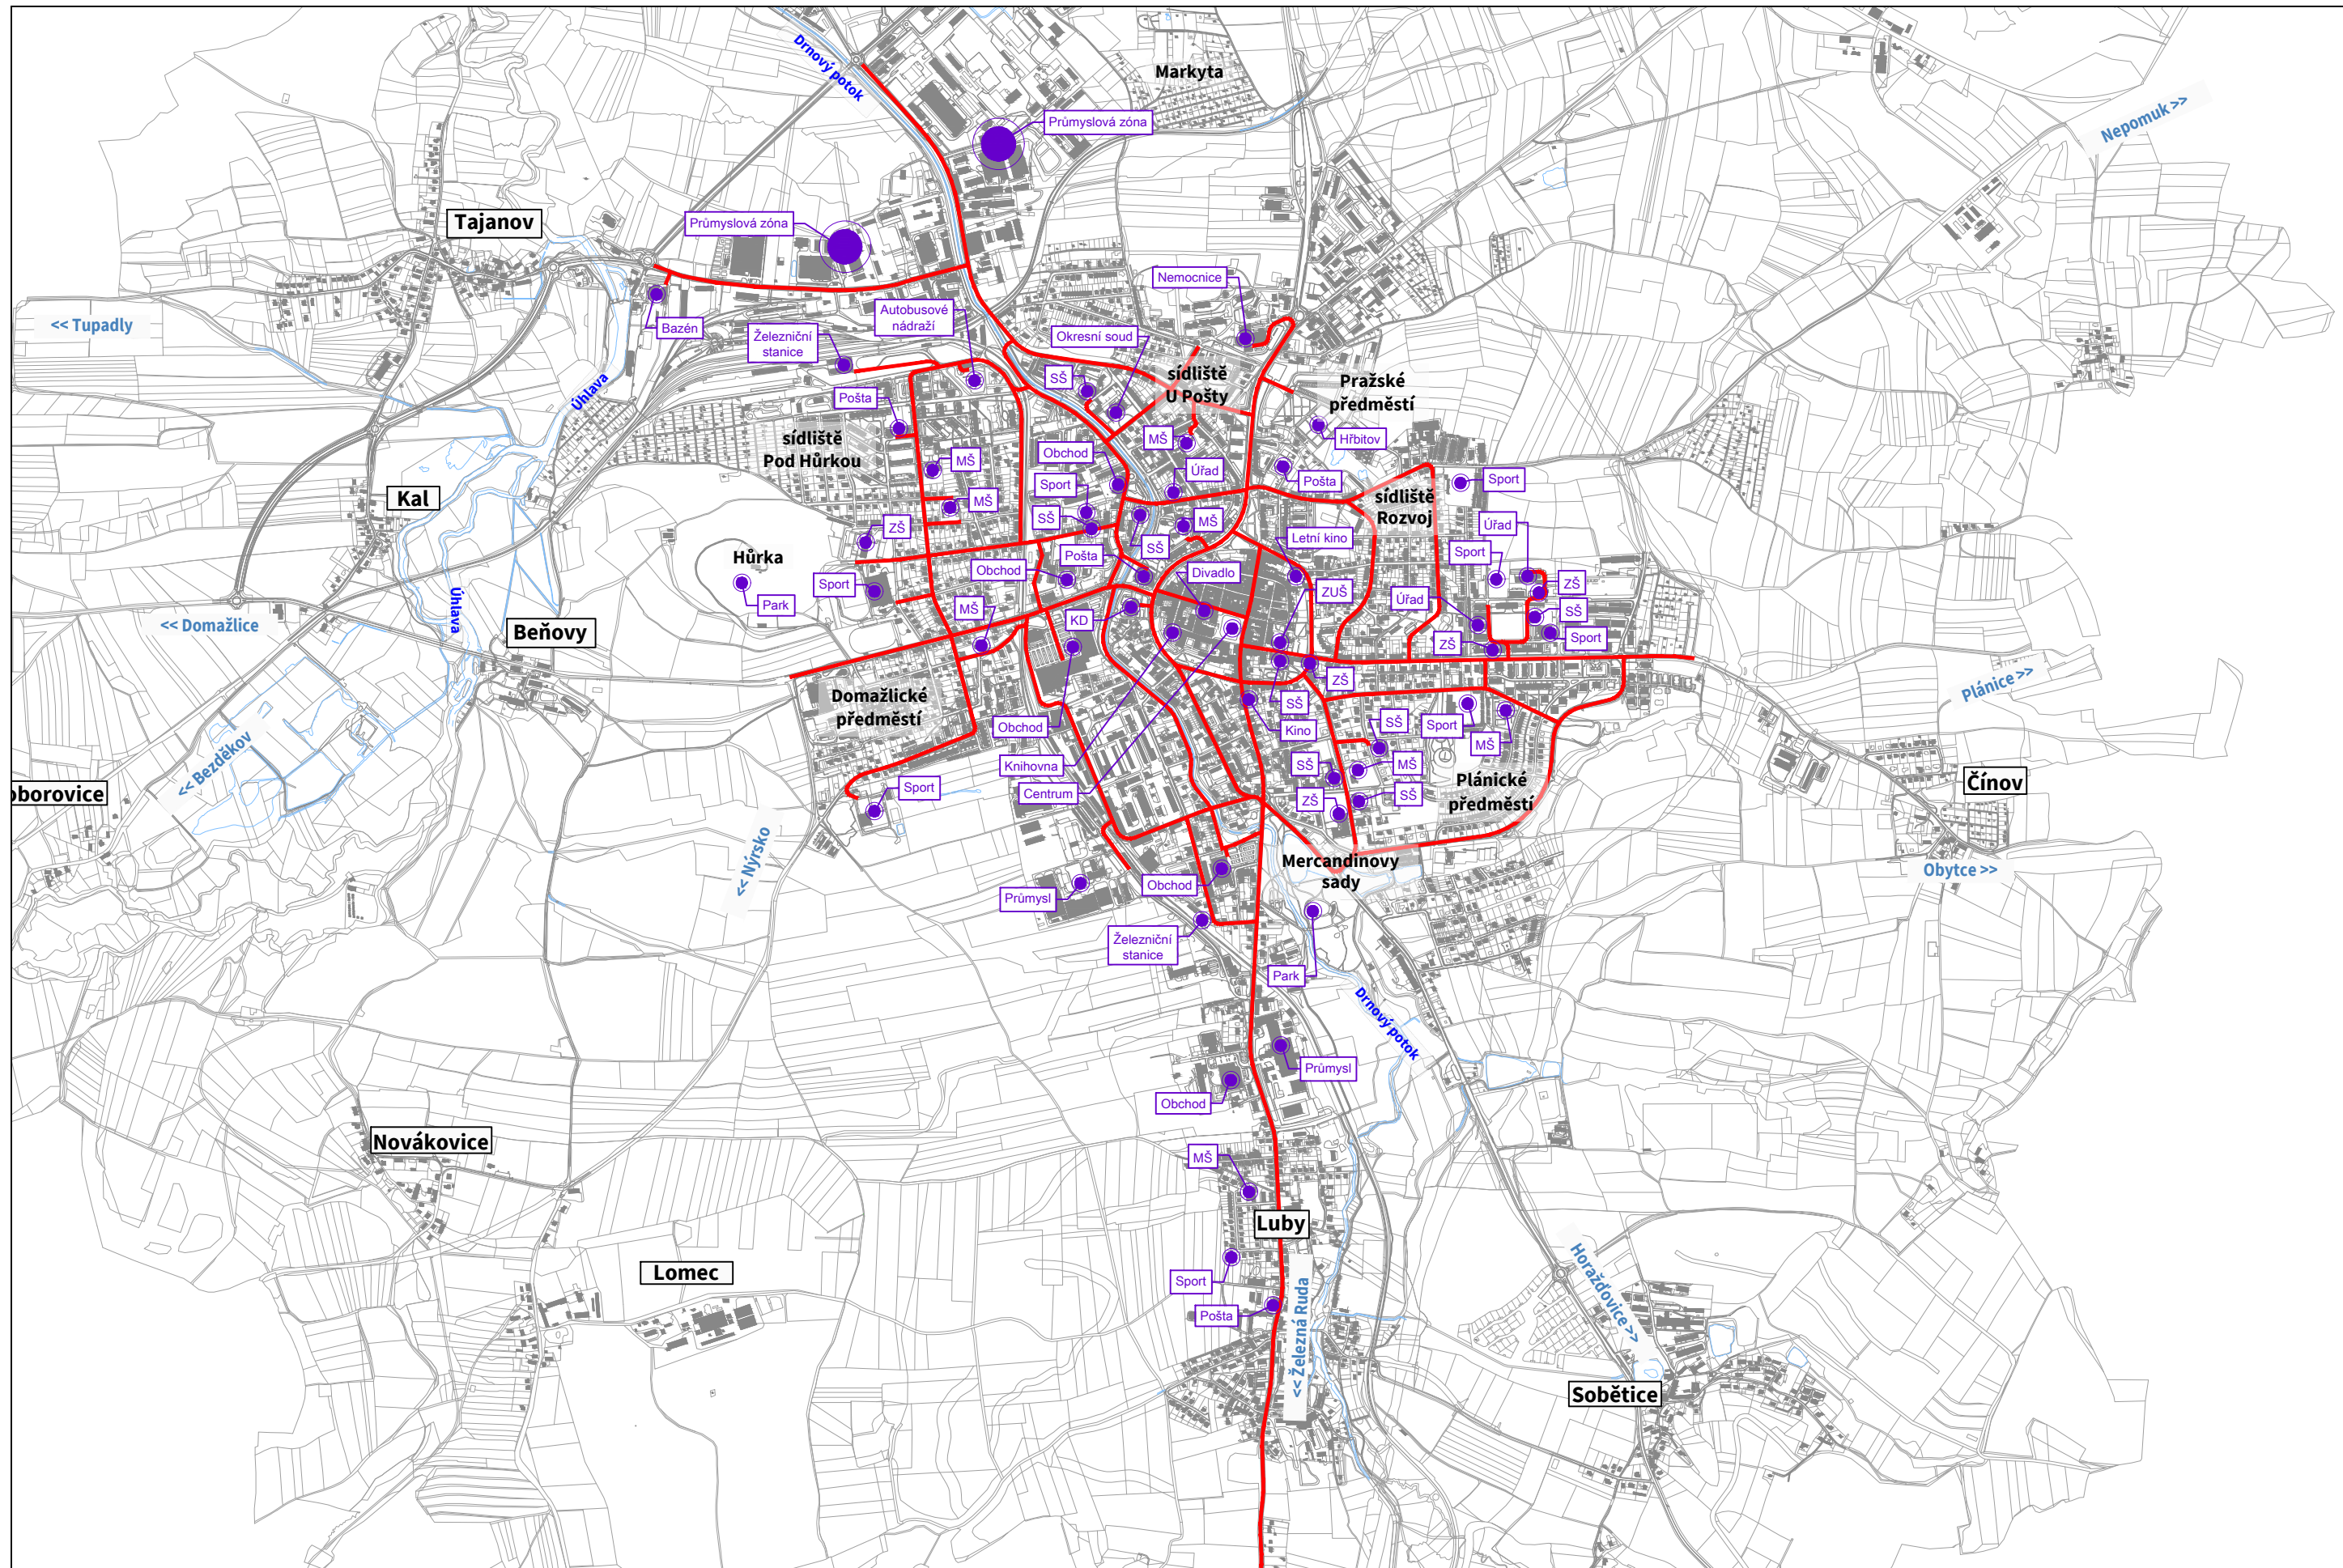 Drnový potok
Markyta
Nepomuk >>
Průmyslová zóna
Tajanov
Průmyslová zóna
Nemocnice
<< Tupadly
Bazén
Autobusové
nádraží
Železniční
stanice
Okresní soud
sídliště
U Pošty
SŠ
Pražské
předměstí
Úhlava
Pošta
sídliště
Pod Hůrkou
MŠ
Hřbitov
Obchod
MŠ
Úřad
Pošta
Sport
Kal
Sport
MŠ
sídliště
Rozvoj
SŠ
MŠ
Úřad
ZŠ
Letní kino
Hůrka
Pošta
SŠ
Sport
Obchod
Divadlo
Sport
ZŠ
Park
ZUŠ
Úřad
Úhlava
MŠ
SŠ
<< Domažlice
Beňovy
KD
Sport
ZŠ
ZŠ
Plánice >>
Domažlické
předměstí
SŠ
Obchod
Kino
SŠ
Sport
MŠ
<< Bezděkov
Knihovna
SŠ
MŠ
Plánické
předměstí
Čínov
oborovice
Sport
Centrum
ZŠ
SŠ
<< Nýrsko
Mercandinovy
sady
Obytce >>
Průmysl
Obchod
Železniční
stanice
Park
Drnový potok
Průmysl
Obchod
Novákovice
MŠ
Luby
Lomec
Sport
Horažďovice >>
Pošta
<< Železná Ruda
Sobětice